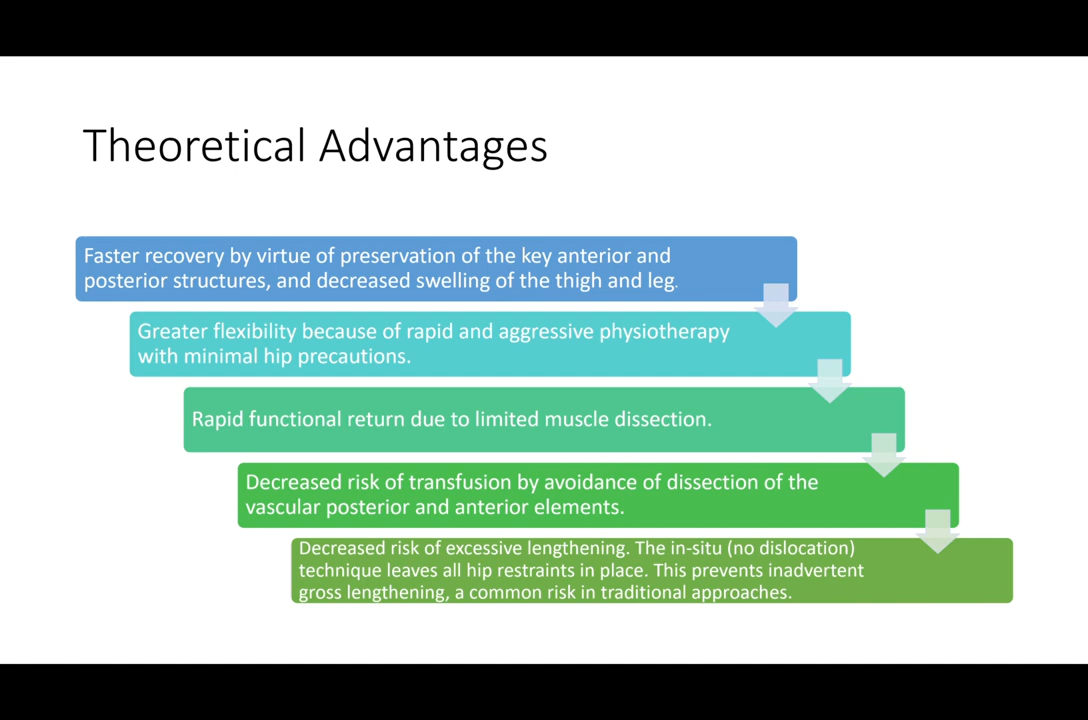 Theoretical Advantages
Faster recovery by virtue of preservation of the key anterior and
posterior structures, and decreased swelling of the thigh and leg.
Greater flexibility because of rapid and aggressive physiotherapy
with minimal hip precautions.
Rapid functional return due to limited muscle dissection.
Decreased risk of transfusion by avoidance of dissection of the
vascular posterior and anterior elements.
Decreased risk of excessive lengthening. The in-situ (no dislocation)
technique leaves all hip restraints in place. This prevents inadvertent
gross lengthening, a common risk in traditional approaches.